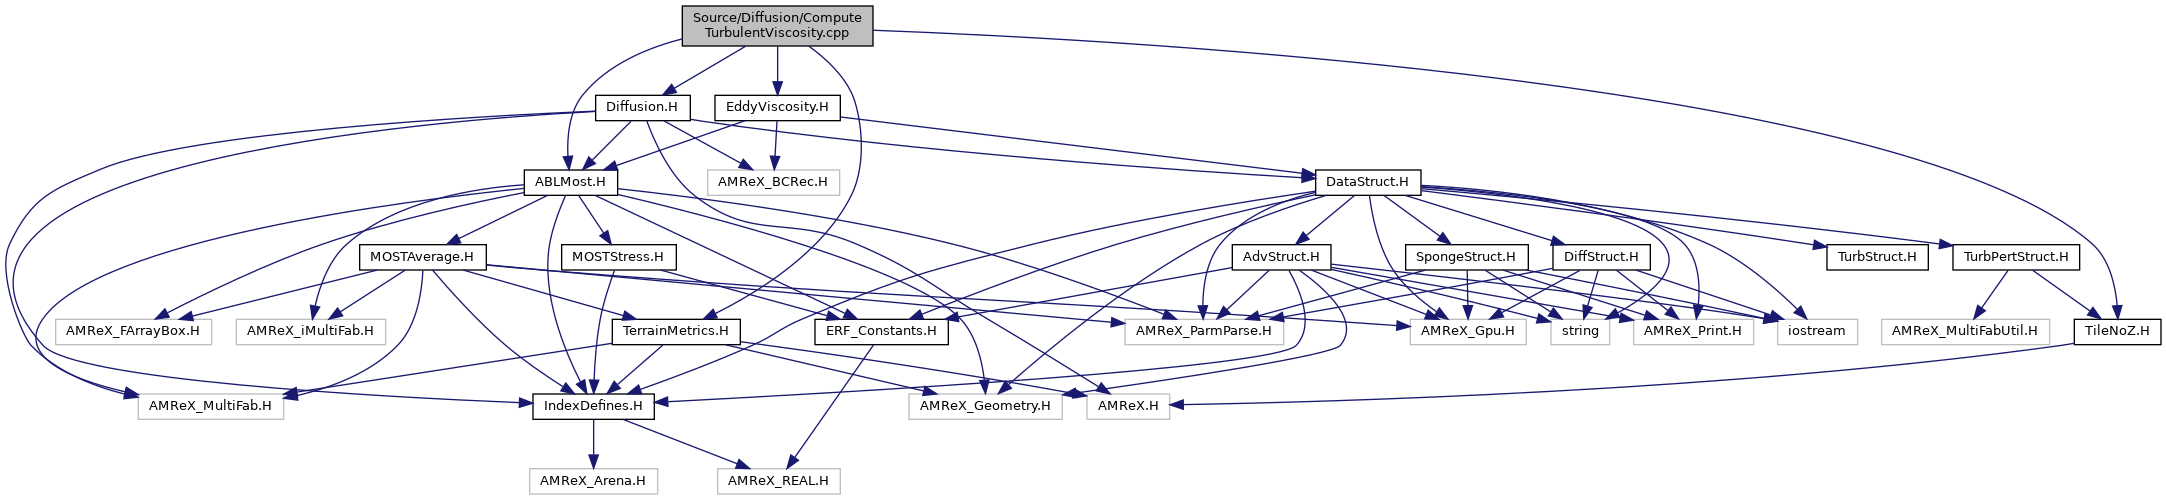 Source/Diffusion/Compute
TurbulentViscosity.cpp
Diffusion.H
EddyViscosity.H
ABLMost.H
AMReX_BCRec.H
DataStruct.H
MOSTAverage.H
MOSTStress.H
AdvStruct.H
SpongeStruct.H
DiffStruct.H
TurbStruct.H
TurbPertStruct.H
AMReX_FArrayBox.H
AMReX_iMultiFab.H
TerrainMetrics.H
ERF_Constants.H
AMReX_ParmParse.H
AMReX_Gpu.H
string
AMReX_Print.H
iostream
AMReX_MultiFabUtil.H
TileNoZ.H
AMReX_MultiFab.H
IndexDefines.H
AMReX_Geometry.H
AMReX.H
AMReX_Arena.H
AMReX_REAL.H